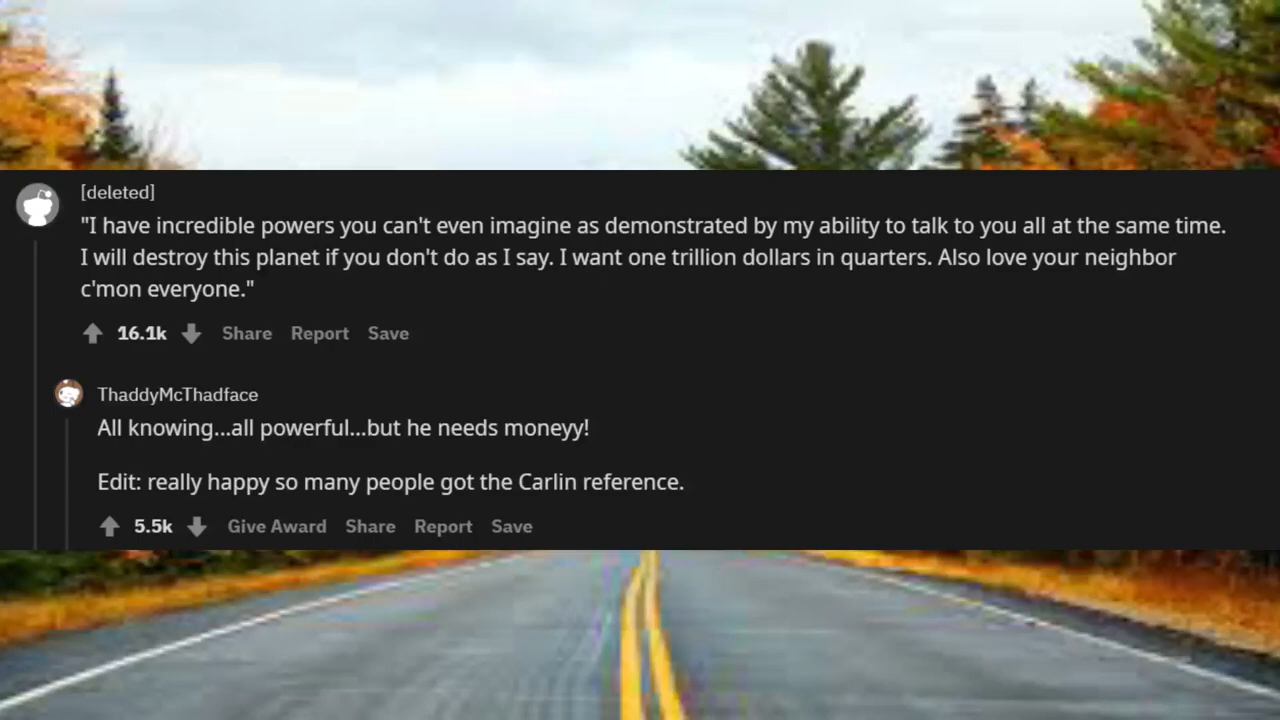 [deleted]
"I have incredible powers you can't even imagine as demonstrated by my ability to talk to you all at the same time.
I will destroy this planet if you don't do as I say. I want one trillion dollars in quarters. Also love your neighbor
c'mon everyone."
16.1k Share Report Save
ThaddyMcThadface
All knowing...all powerful...but he needs moneyy!
Edit: really happy so many people got the Carlin reference.
5.5k Give Award Share Report Save